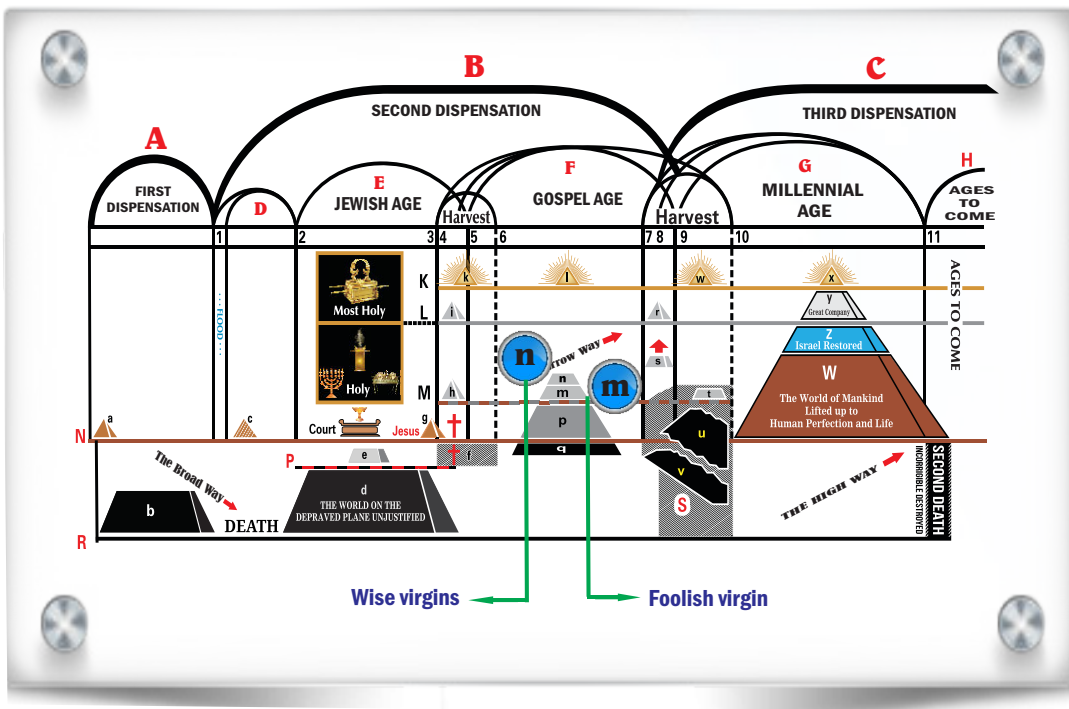 B
C
SECOND DISPENSATION
THIRD DISPENSATION
A
F
G
H
E
FIRST
DISPENSATION
D
JEWISH AGE
GOSPEL AGE
MILLENNIAL
AGE
AGES
TO
COME
Harvest
Harvest
1
2
3
4
5
6
7
8
9
10
11
K
k
l
w
x
Most Holy
L
i
r
y
Great Company
FLOOD
AGES TO COME
Z
Israel Restored
n
rrow Way
s
Holy
M
h
n
m
m
t
W
The World of Mankind
Lifted up to
Human Perfection and Life
a
c
Court
Jesus
g
p
u
N
P
e
f
q
The Broad Way
d
THE WORLD ON THE
DEPRAVED PLANE UNJUSTIFIED
v
S
b
DEATH
THE HIGH WAY
INCORRIGIBLE DESTROYED
SECOND DEATH
R
Wise virgins
Foolish virgin